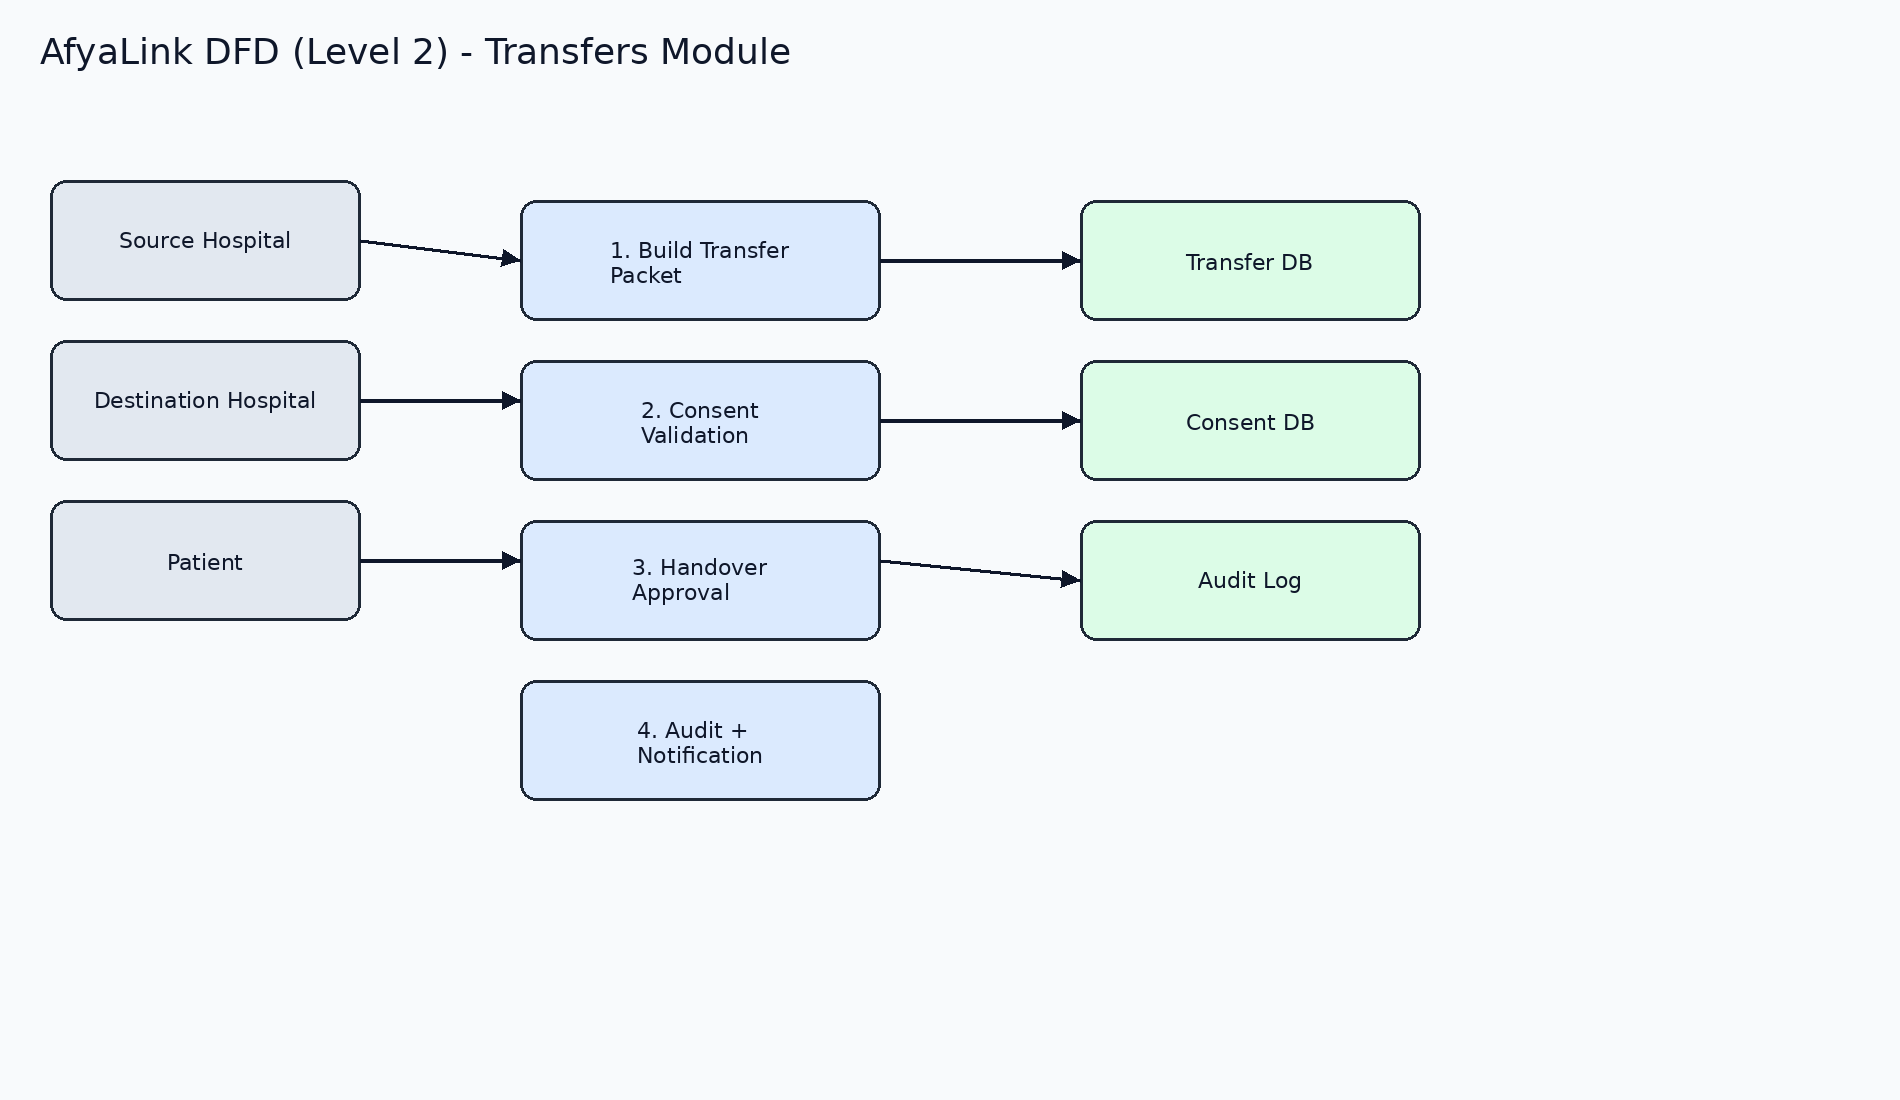 AfyaLink DFD (Level 2) - Transfers Module
Source Hospital
1. Build Transfer
Packet
Transfer DB
Destination Hospital
2. Consent
Validation
Consent DB
Patient
3. Handover
Approval
Audit Log
4. Audit +
Notification